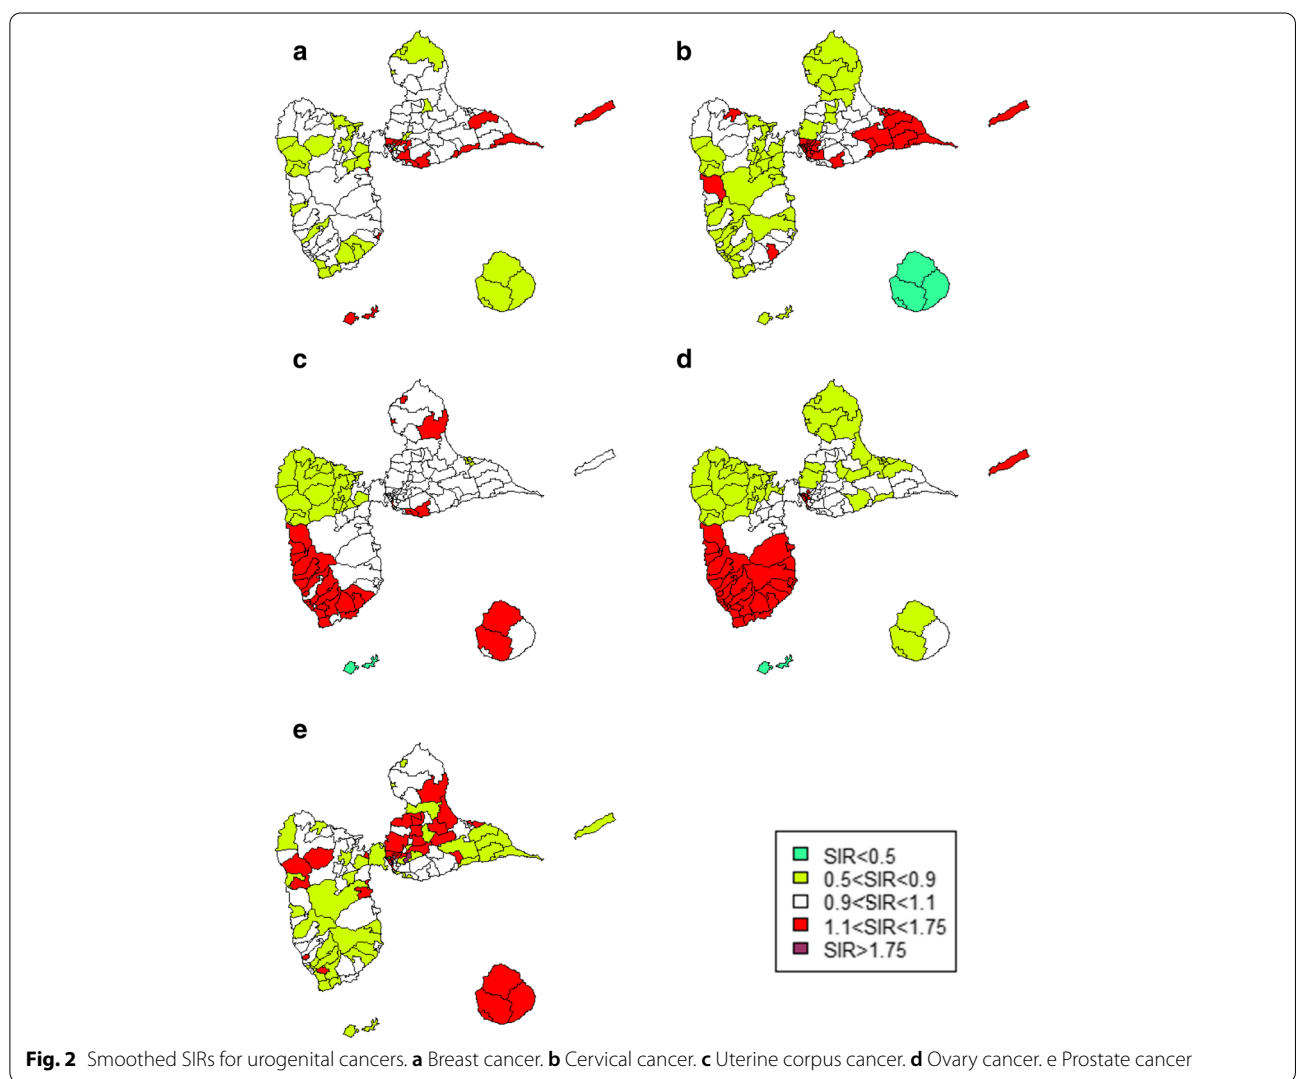 a
b
c
d
e
SIR<0.5
0.5<SIR<0.9
0.9<SIR<1.1
1.1<SIR<1.75
SIR>1.75
Fig. 2 Smoothed SIRs for urogenital cancers. a Breast cancer. b Cervical cancer. c Uterine corpus cancer. d Ovary cancer. e Prostate cancer